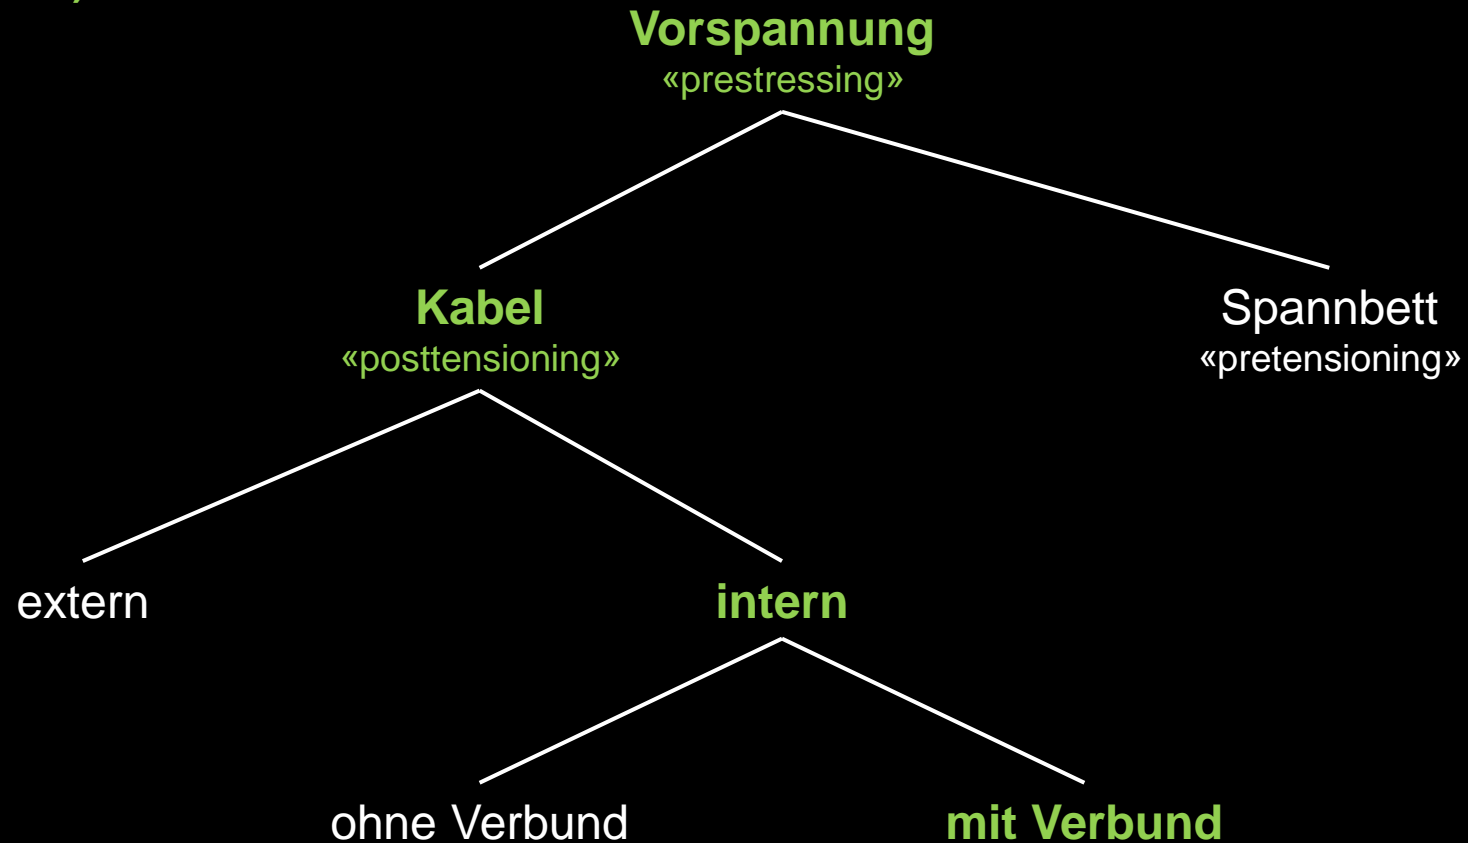 Vorspannung
«prestressing»
Kabel
Spannbett
«posttensioning»
«pretensioning»
extern
intern
ohne Verbund
mit Verbund